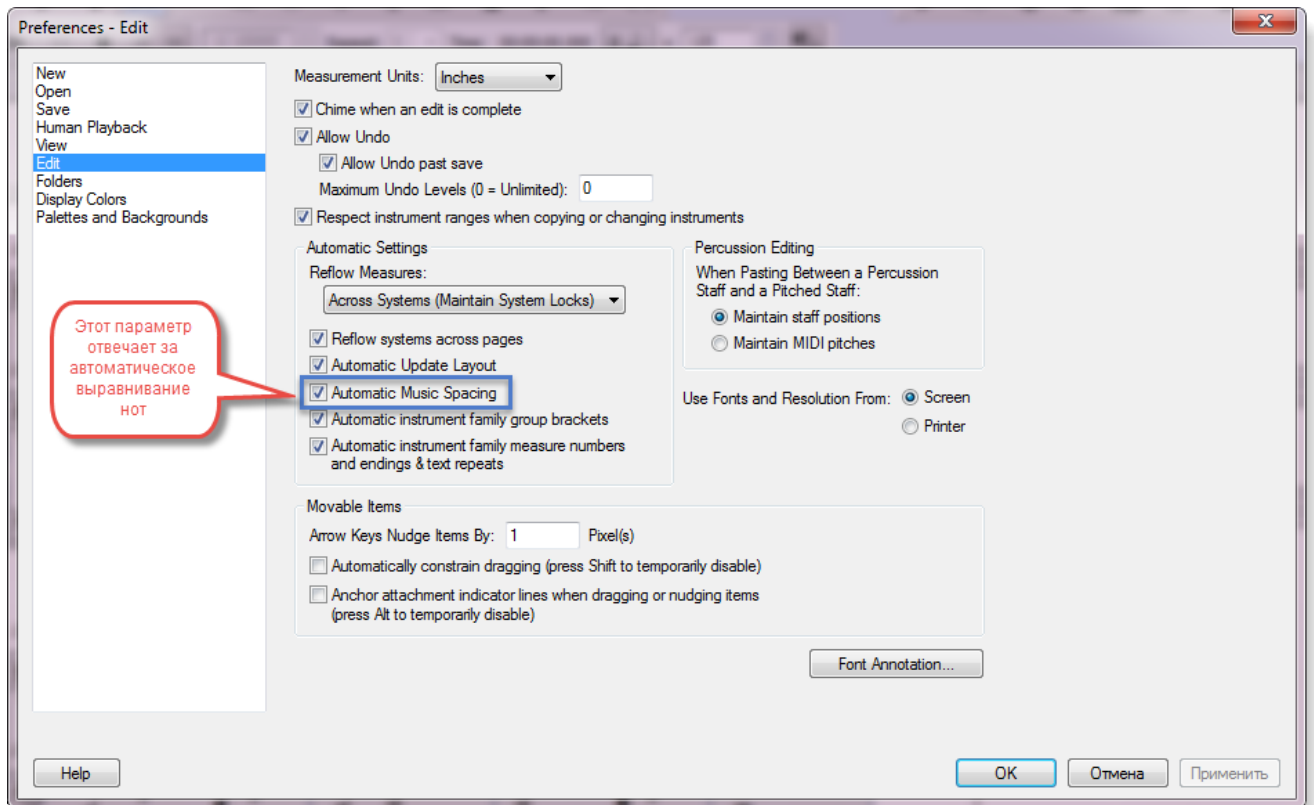 Preferences - Edit
New
Open
Save
Human Playback
View
Edit
Folders
Display Colors
Palettes and Backgrounds
Measurement Units: Inches
Chime when an edit is complete
Allow Undo
Allow Undo past save
Maximum Undo Levels (0 = Unlimited): 0
Respect instrument ranges when copying or changing instruments
Automatic Settings
Reflow Measures:
Across Systems (Maintain System Locks)
Reflow systems across pages
Automatic Update Layout
Automatic Music Spacing
Automatic instrument family group brackets
Automatic instrument family measure numbers
and endings & text repeats
Этот параметр
отвечает за
автоматическое
выравнивание
нот
Percussion Editing
When Pasting Between a Percussion
Staff and a Pitched Staff:
Maintain staff positions
Maintain MIDI pitches
Use Fonts and Resolution From: Screen
Printer
Movable Items
Arrow Keys Nudge Items By: 1 Pixel(s)
Automatically constrain dragging (press Shift to temporarily disable)
Anchor attachment indicator lines when dragging or nudging items
(press Alt to temporarily disable)
Font Annotation...
Help
OK
Отмена
Применить